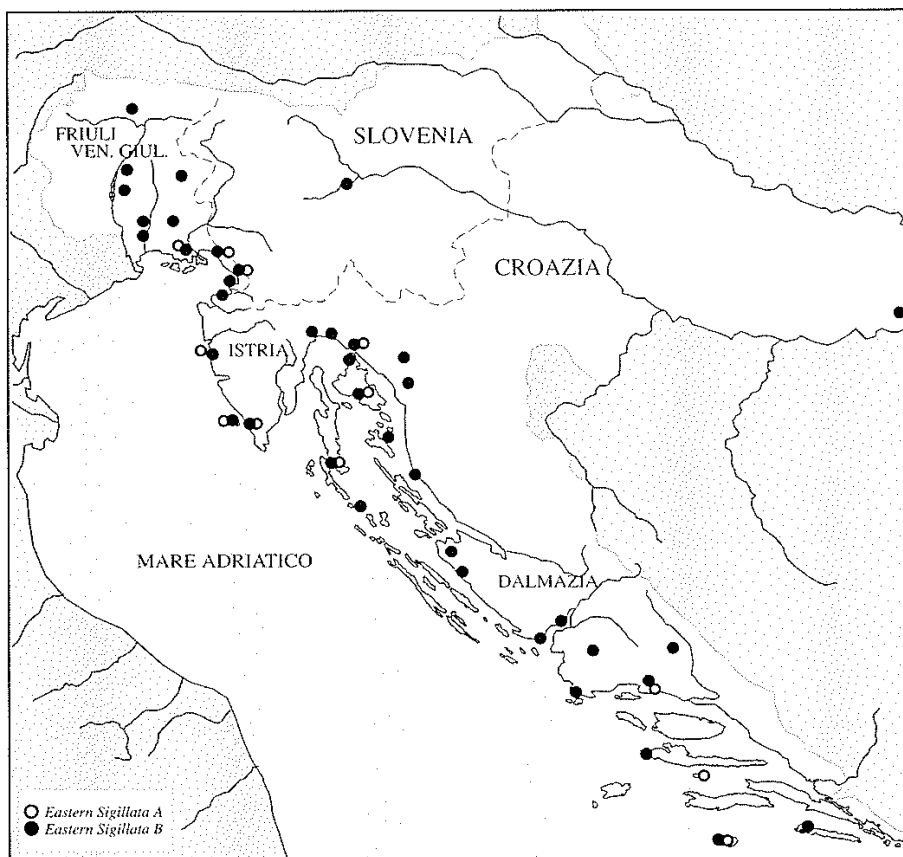 FRIULI
VEN. GIUL.
SLOVENIA
CROAZIA
ISTRIA
MARE ADRIATICO
DALMAZIA
Eastern Sigillata A
Eastern Sigillata B